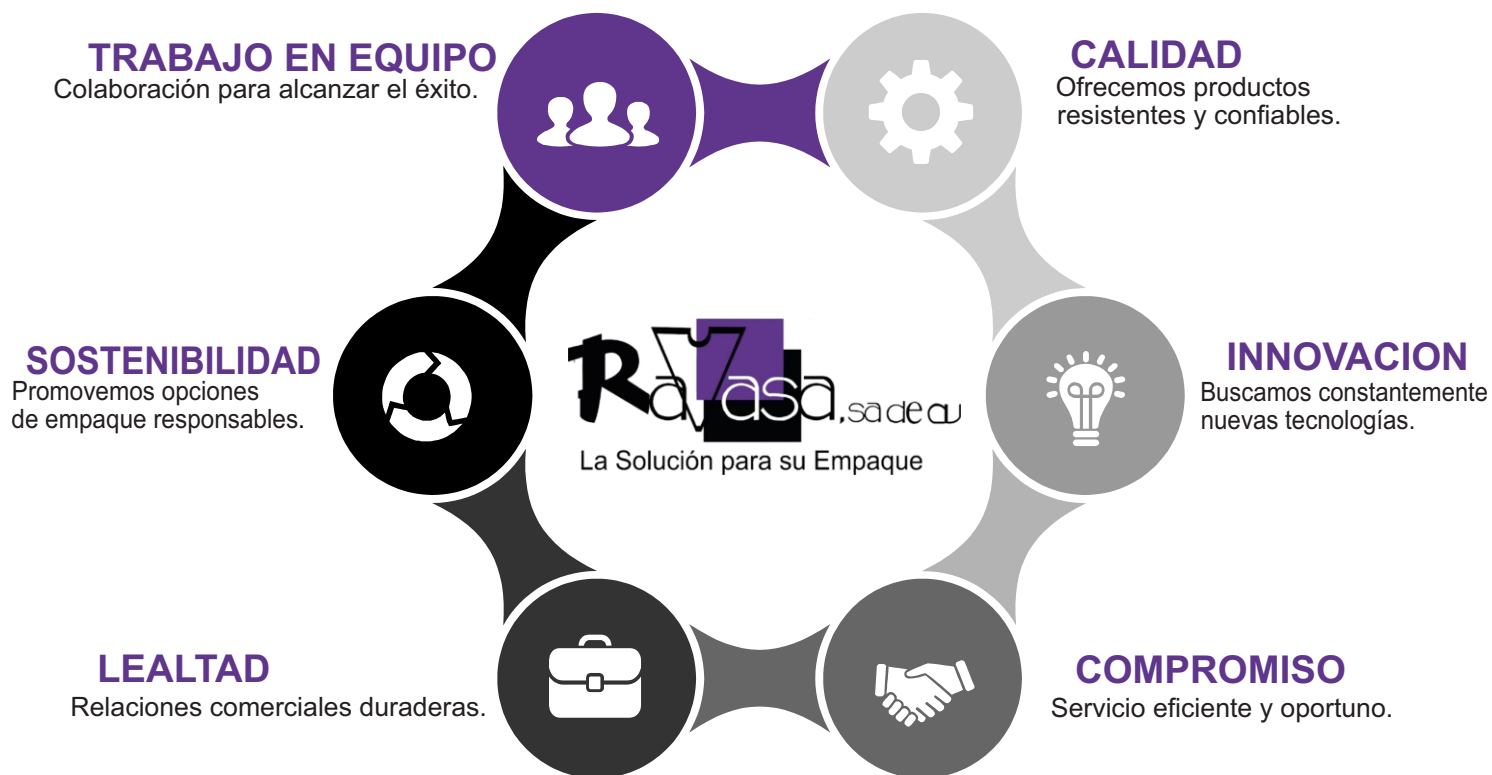 TRABAJO EN EQUIPO
Colaboración para alcanzar el éxito.
CALIDAD
Ofrecemos productos
resistentes y confiables.
SOSTENIBILIDAD
Promovemos opciones
de empaque responsables.
RaVasa, sa de cv
La Solución para su Empaque
INNOVACION
Buscamos constantemente
nuevas tecnologías.
LEALTAD
Relaciones comerciales duraderas.
COMPROMISO
Servicio eficiente y oportuno.